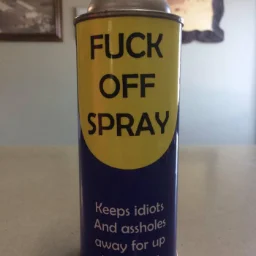 FUCK
OFF
SPRAY
Keeps idiots
And assholes
away for up